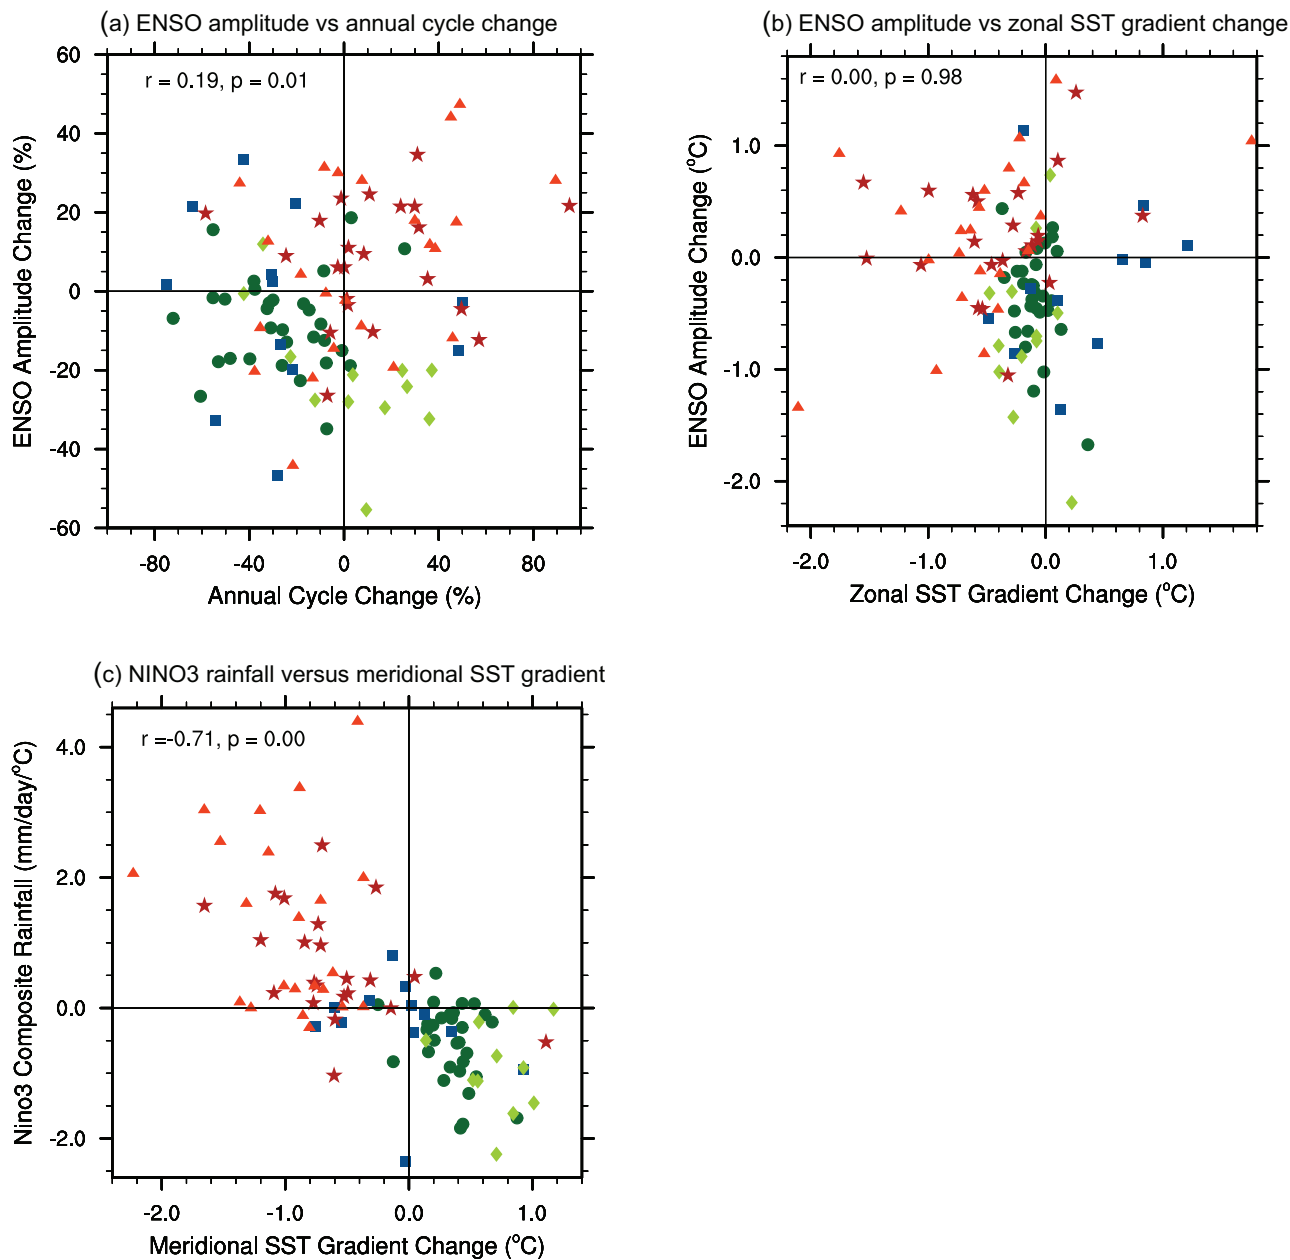 (a) ENSO amplitude vs annual cycle change
r = 0.19, p = 0.01
60
40
20
0
-20
-40
-60
ENSO Amplitude Change (%)
-80
-40
0
40
80
Annual Cycle Change (%)
(b) ENSO amplitude vs zonal SST gradient change
r = 0.00, p = 0.98
1.0
0.0
-1.0
-2.0
ENSO Amplitude Change (°C)
-2.0
-1.0
0.0
1.0
Zonal SST Gradient Change (°C)
(c) NINO3 rainfall versus meridional SST gradient
r =-0.71, p = 0.00
4.0
2.0
0.0
-2.0
Nino3 Composite Rainfall (mm/day/°C)
-2.0
-1.0
0.0
1.0
Meridional SST Gradient Change (°C)